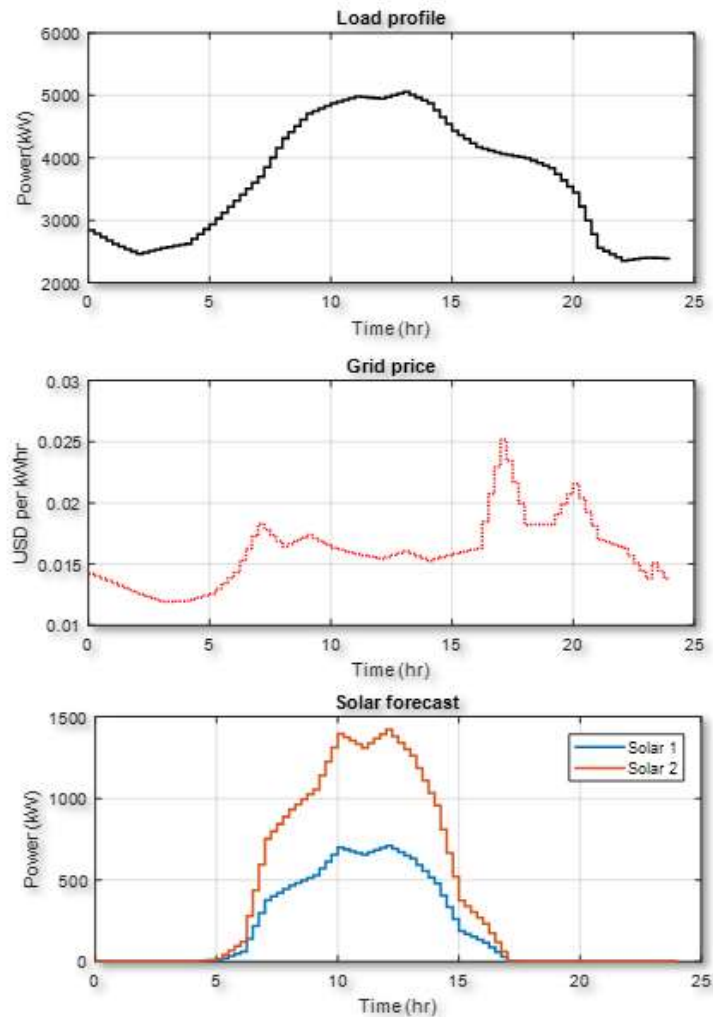 Load profile
6000
5000
4000
3000
2000
Power(kW)
0 5 10 15 20 25
Time (hr)
Grid price
0.03
0.025
0.02
0.015
0.01
USD per kWhr
0 5 10 15 20 25
Time (hr)
Solar forecast
1500
1000
500
0
Power (kW)
Solar 1
Solar 2
0 5 10 15 20 25
Time (hr)